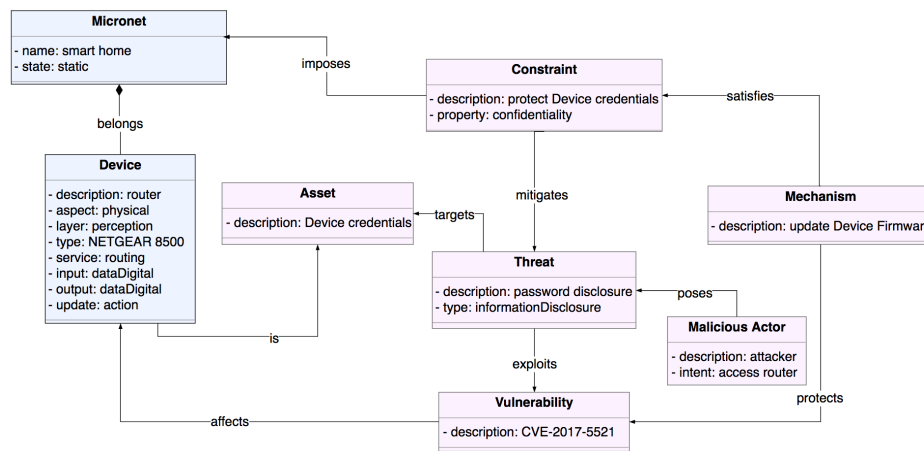 Micronet
- name: smart home
- state: static
imposes
Constraint
- description: protect Device credentials
- property: confidentiality
satisfies
belongs
Device
- description: router
- aspect: physical
- layer: perception
- type: NETGEAR 8500
- service: routing
- input: dataDigital
- output: dataDigital
- update: action
Asset
- description: Device credentials
targets
mitigates
Mechanism
- description: update Device Firmwar
Threat
- description: password disclosure
- type: informationDisclosure
poses
Malicious Actor
- description: attacker
- intent: access router
is
exploits
protects
Vulnerability
- description: CVE-2017-5521
affects